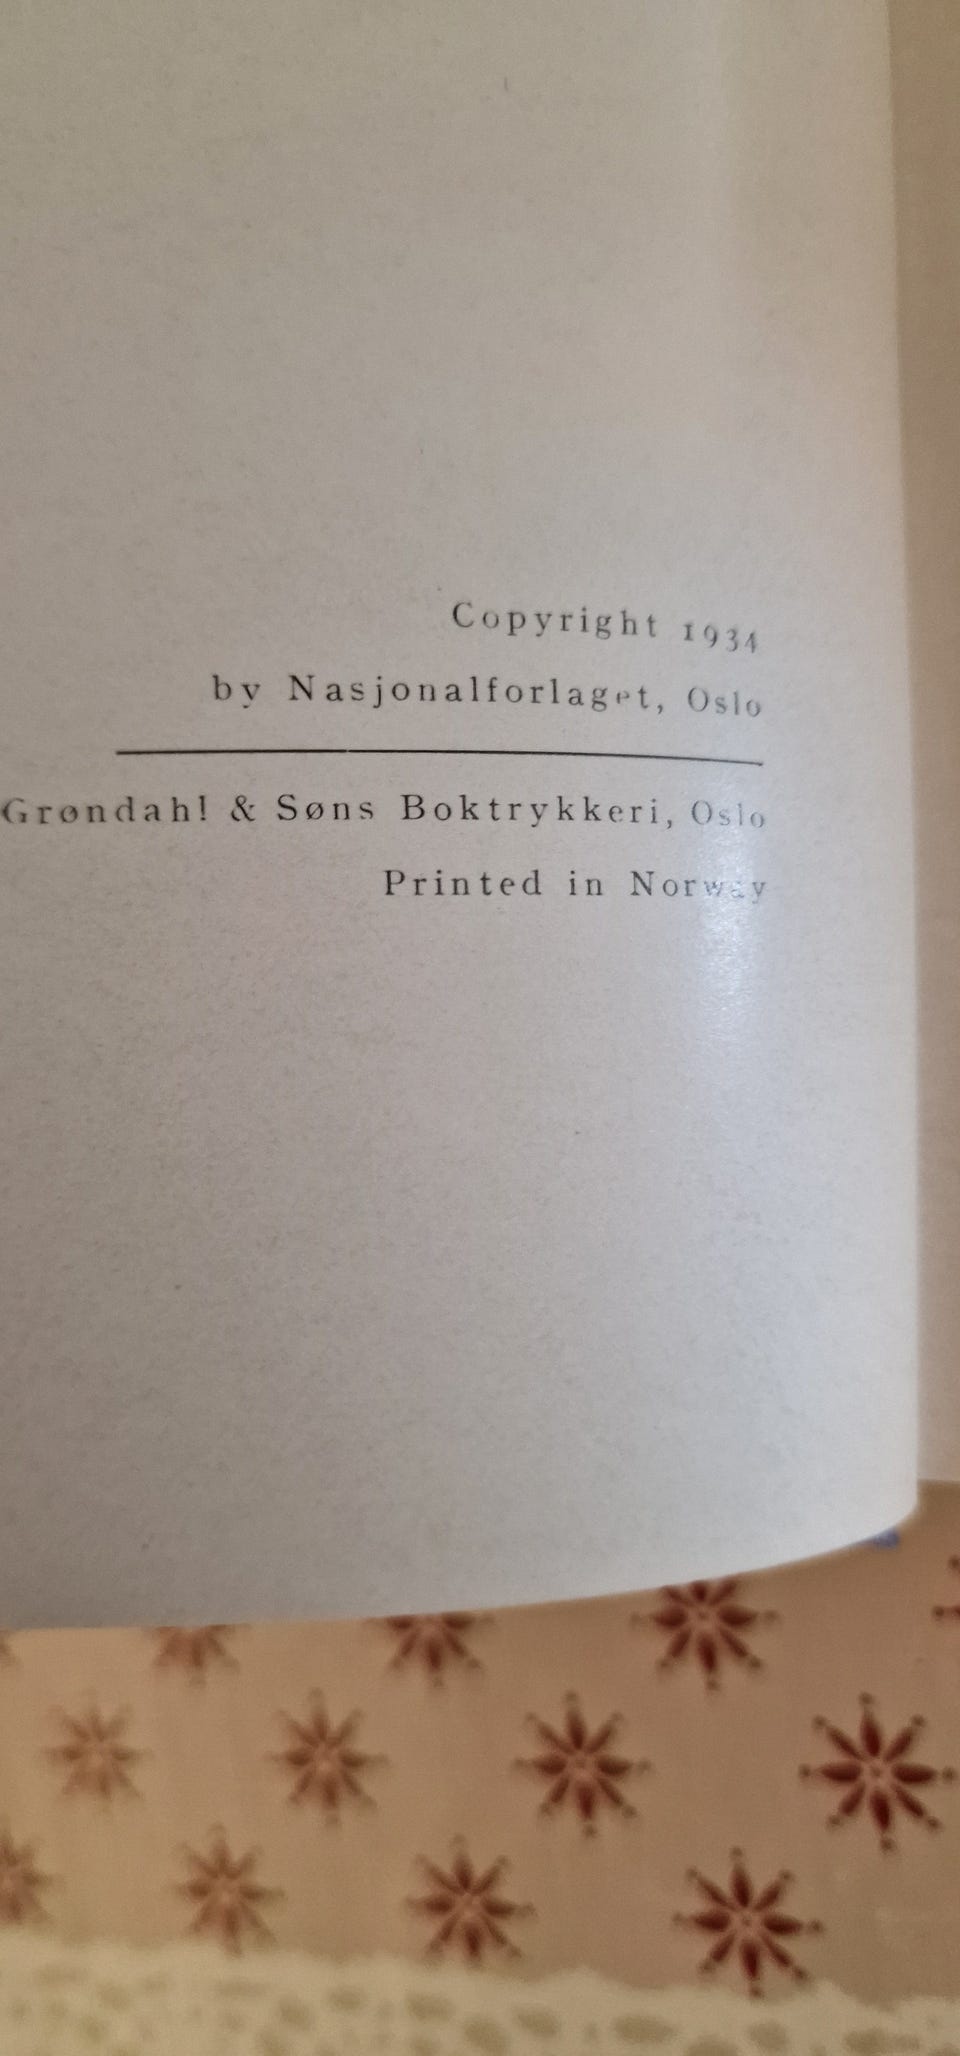 Copyright 1934
by Nasjonalforlaget, Oslo
Grøndahl & Søns Boktrykkeri, Oslo
Printed in Norway